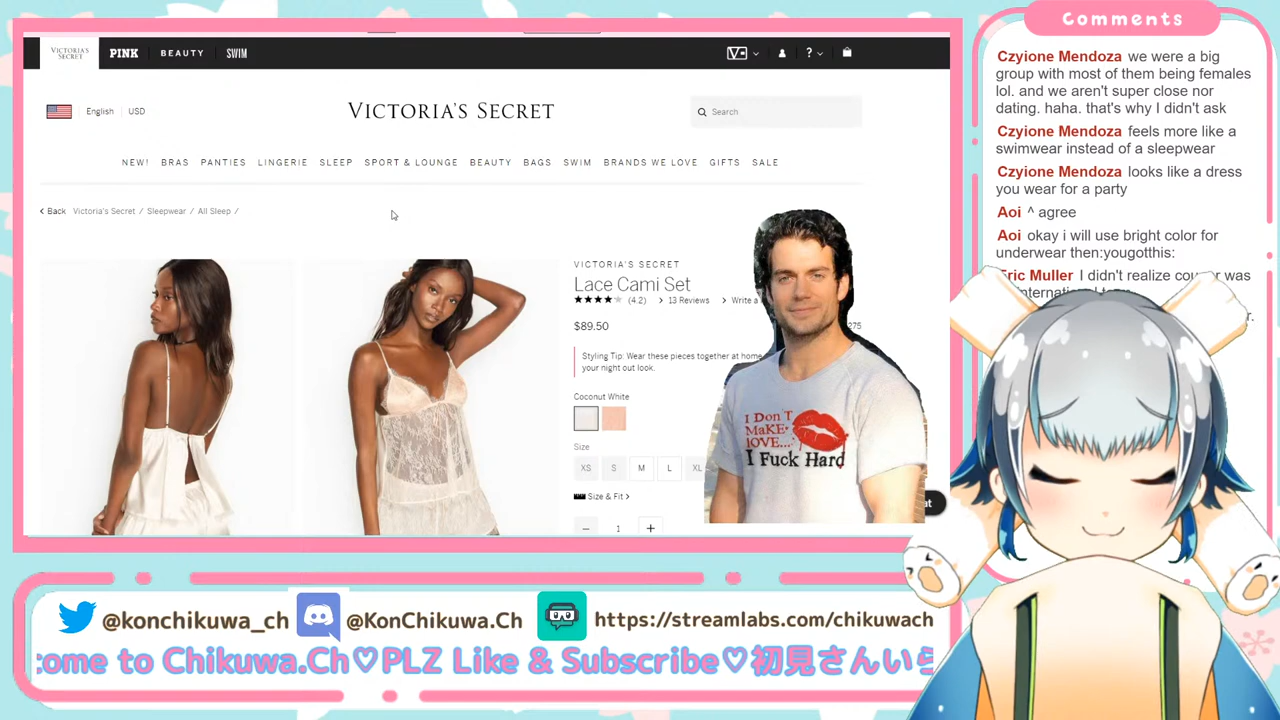 VICTORIA'S
SECRET
PINK
BEAUTY
SWIM
?
English
USD
VICTORIA'S SECRET
Search
NEW! BRAS PANTIES LINGERIE SLEEP SPORT & LOUNGE BEAUTY BAGS SWIM BRANDS WE LOVE GIFTS SALE
Back Victoria's Secret / Sleepwear / All Sleep /
VICTORIA'S SECRET
Lace Cami Set
(4.2) 13 Reviews Write a
$89.50
275
Styling Tip: Wear these pieces together at home
your night out look.
Coconut White
Size
XS S M L XL
Size & Fit
1
I Don't
Make
Love...
I Fuck Hard
Comments
Czyione Mendoza we were a big
group with most of them being females
lol. and we aren't super close nor
dating. haha. that's why I didn't ask
Czyione Mendoza feels more like a
swimwear instead of a sleepwear
Czyione Mendoza looks like a dress
you wear for a party
Aoi ^ agree
Aoi okay i will use bright color for
underwear then:yougotthis:
Eric Muller I didn't realize was
@konchikuwa_ch
@KonChikuwa.Ch
https://streamlabs.com/chikuwach
come to Chikuwa.Ch♡PLZ Like & Subscribe♡初見さんいら